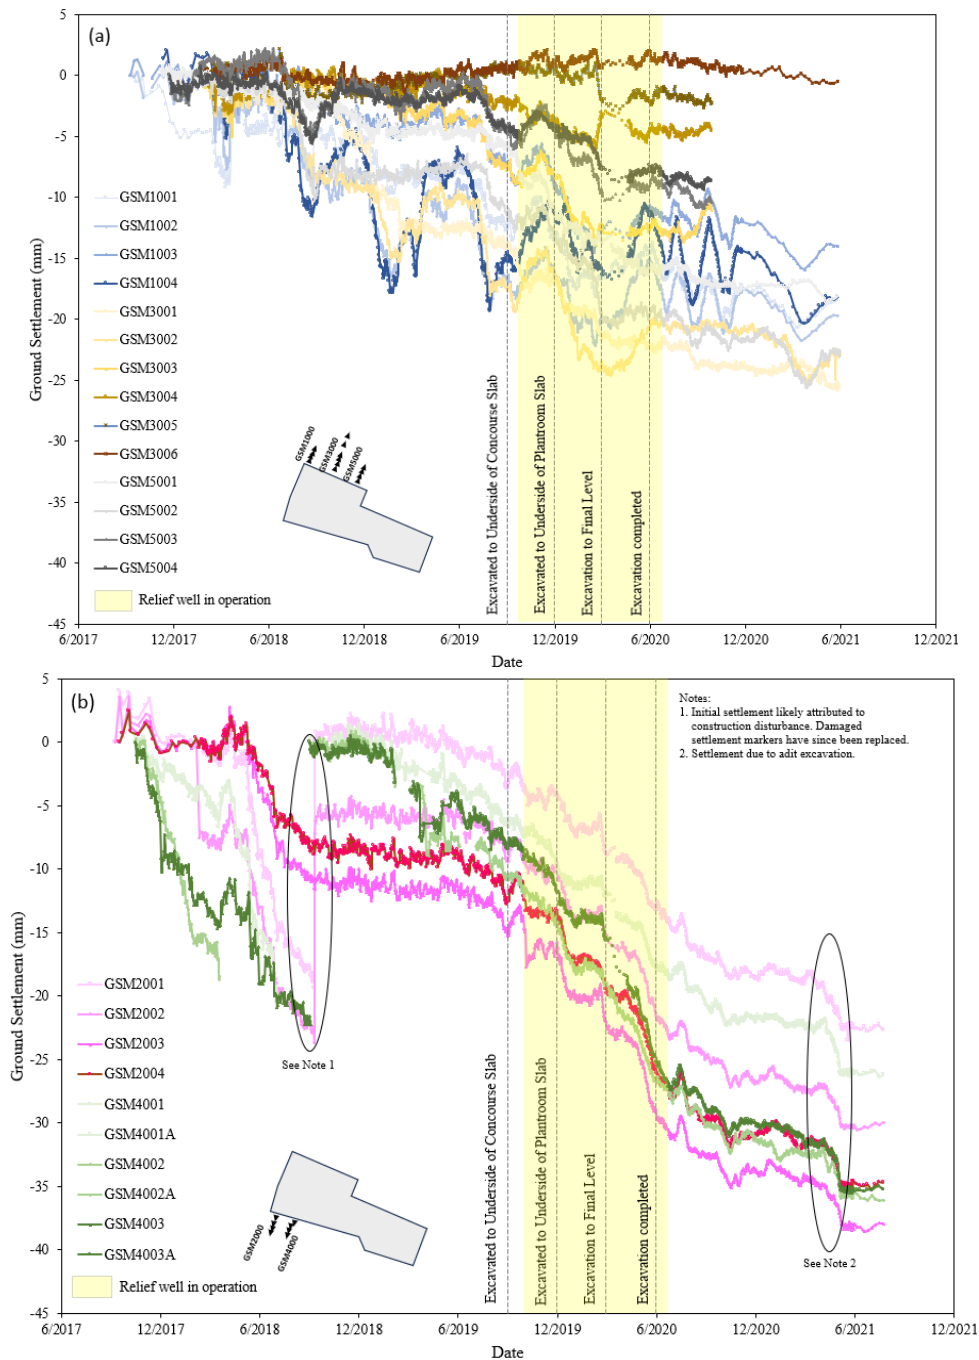 (a)
5
0
-5
-10
-15
-20
-25
-30
-35
-40
-45
Ground Settlement (mm)
GSM1001
GSM1002
GSM1003
GSM1004
GSM3001
GSM3002
GSM3003
GSM3004
GSM3005
GSM3006
GSM5001
GSM5002
GSM5003
GSM5004
Relief well in operation
GSM1000
GSM3000
GSM5000
Excavated to Underside of Concourse Slab
Excavated to Underside of Plantroom Slab
Excavation to Final Level
Excavation completed
6/2017 12/2017 6/2018 12/2018 6/2019 12/2019 6/2020 12/2020 6/2021 12/2021
Date
(b)
5
0
-5
-10
-15
-20
-25
-30
-35
-40
-45
Ground Settlement (mm)
Notes:
1. Initial settlement likely attributed to
construction disturbance. Damaged
settlement markers have since been replaced.
2. Settlement due to adit excavation.
See Note 1
See Note 2
GSM2001
GSM2002
GSM2003
GSM2004
GSM4001
GSM4001A
GSM4002
GSM4002A
GSM4003
GSM4003A
Relief well in operation
GSM2000
GSM4000
Excavated to Underside of Concourse Slab
Excavated to Underside of Plantroom Slab
Excavation to Final Level
Excavation completed
6/2017 12/2017 6/2018 12/2018 6/2019 12/2019 6/2020 12/2020 6/2021 12/2021
Date